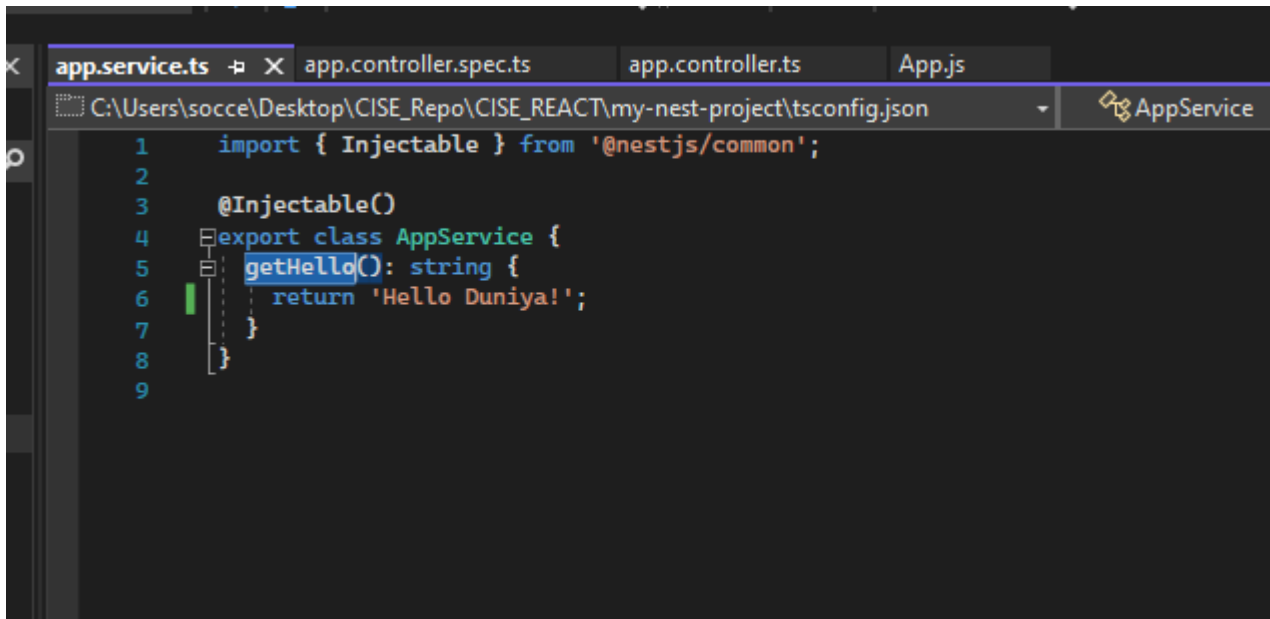 app.service.ts app.controller.spec.ts app.controller.ts App.js
C:\Users\socce\Desktop\CISE_Repo\CISE_REACT\my-nest-project\tsconfig.json AppService
1 import { Injectable } from '@nestjs/common';
2
3 @Injectable()
4 export class AppService {
5 getHello(): string {
6 return 'Hello Duniya!';
7 }
8 }
9